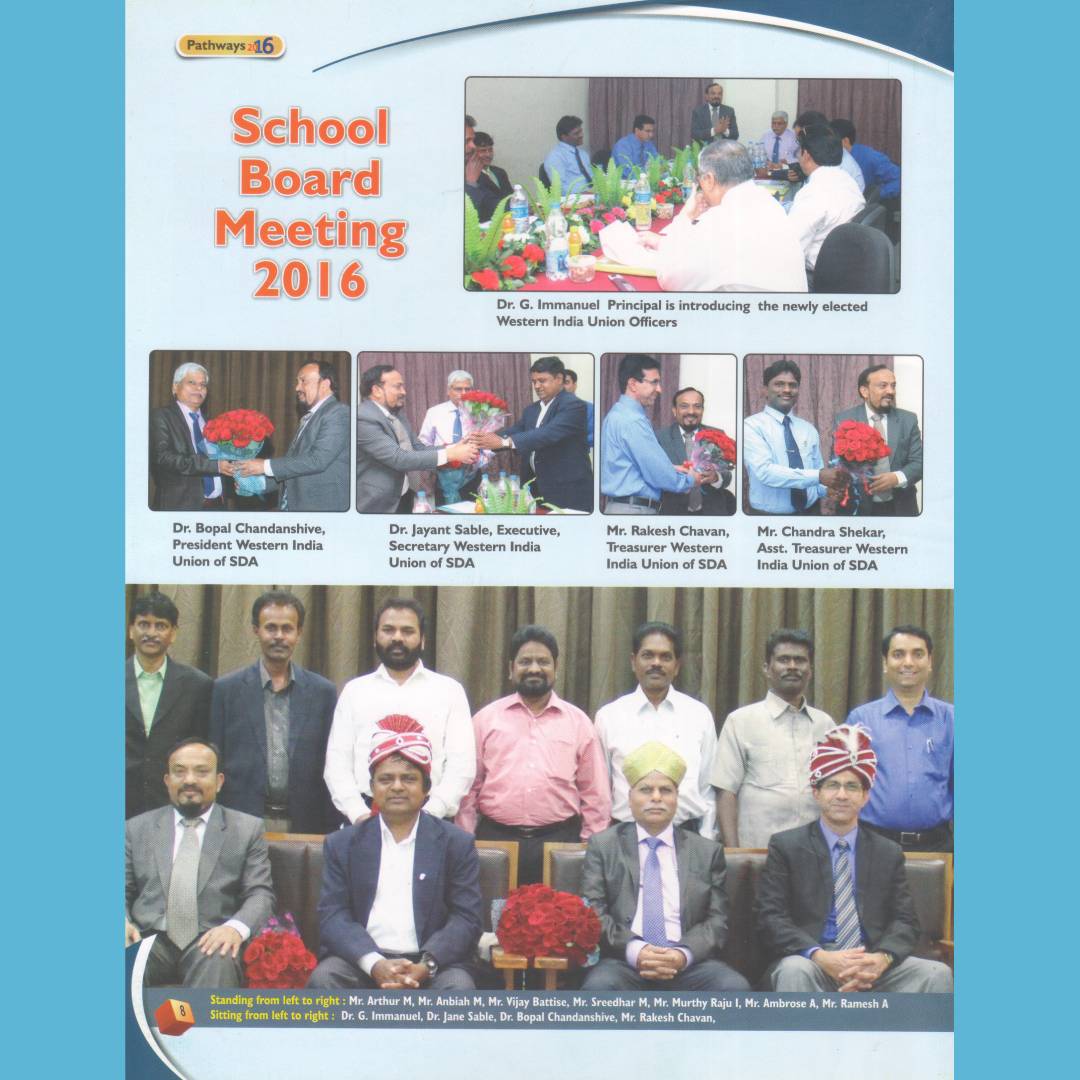 Pathways 2016
School
Board
Meeting
2016
Dr. G. Immanuel Principal is introducing the newly elected
Western India Union Officers
Dr. Bopal Chandanshive,
President Western India
Union of SDA
Dr. Jayant Sable, Executive,
Secretary Western India
Union of SDA
Mr. Rakesh Chavan,
Treasurer Western
India Union of SDA
Mr. Chandra Shekar,
Asst. Treasurer Western
India Union of SDA
Standing from left to right : Mr. Arthur M, Mr. Anbiah M, Mr. Vijay Battise, Mr. Sreedhar M, Mr. Murthy Raju I, Mr. Ambrose A, Mr. Ramesh A
Sitting from left to right : Dr. G. Immanuel, Dr. Jane Sable, Dr. Bopal Chandanshive, Mr. Rakesh Chavan,
8